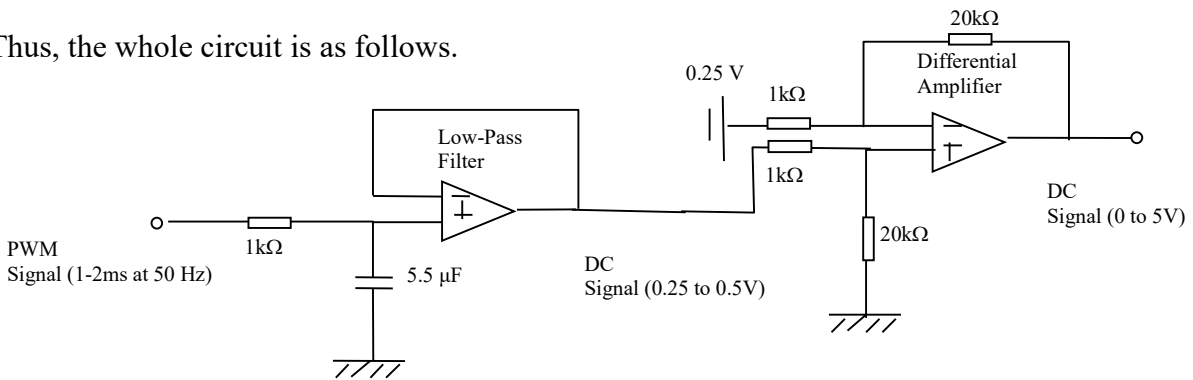 Thus, the whole circuit is as follows.
20kΩ
Differential
Amplifier
0.25 V
1kΩ
Low-Pass
Filter
1kΩ
DC
Signal (0 to 5V)
PWM
Signal (1-2ms at 50 Hz)
1kΩ
5.5 µF
DC
Signal (0.25 to 0.5V)
20kΩ